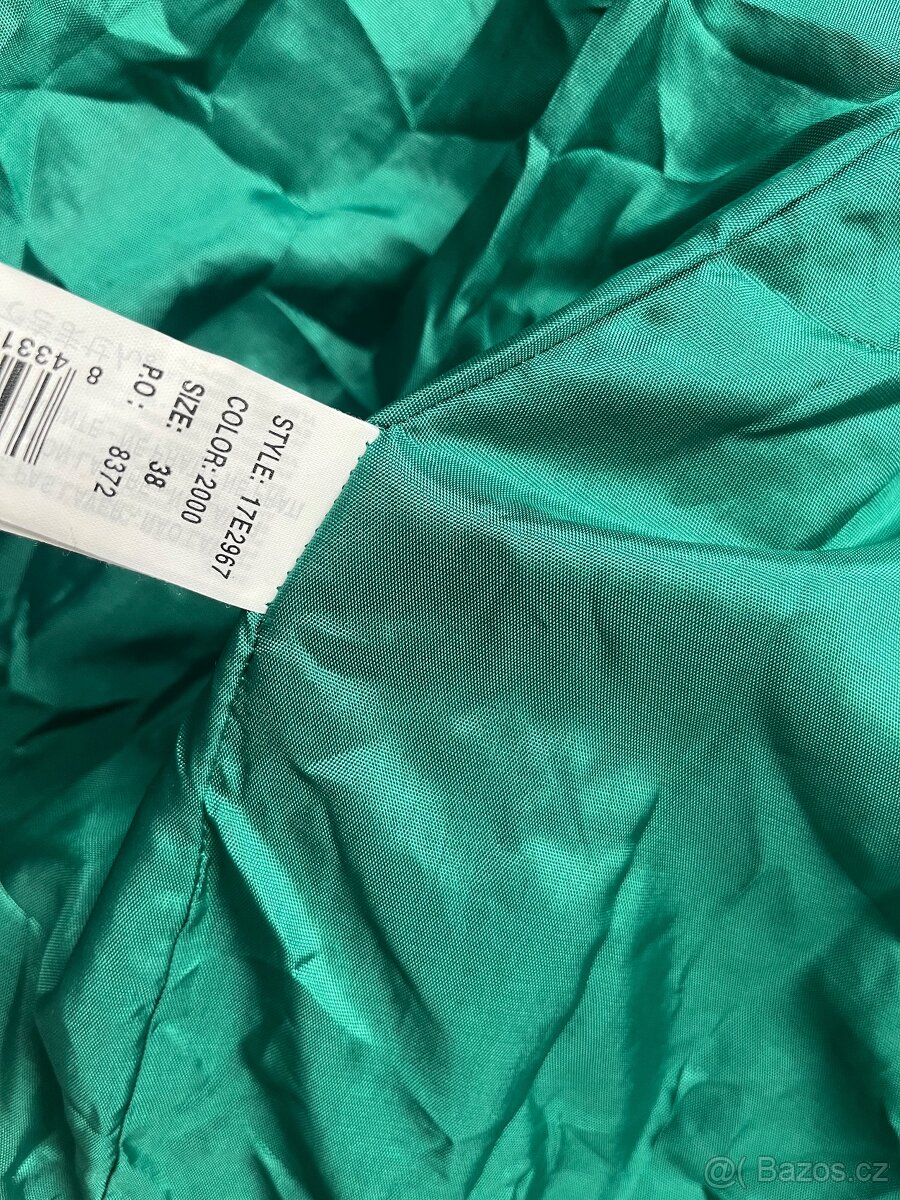 STYLE: 17E2967
COLOR:2000
SIZE: 38
P.O: 8372
8
4331
@( Bazos.cz